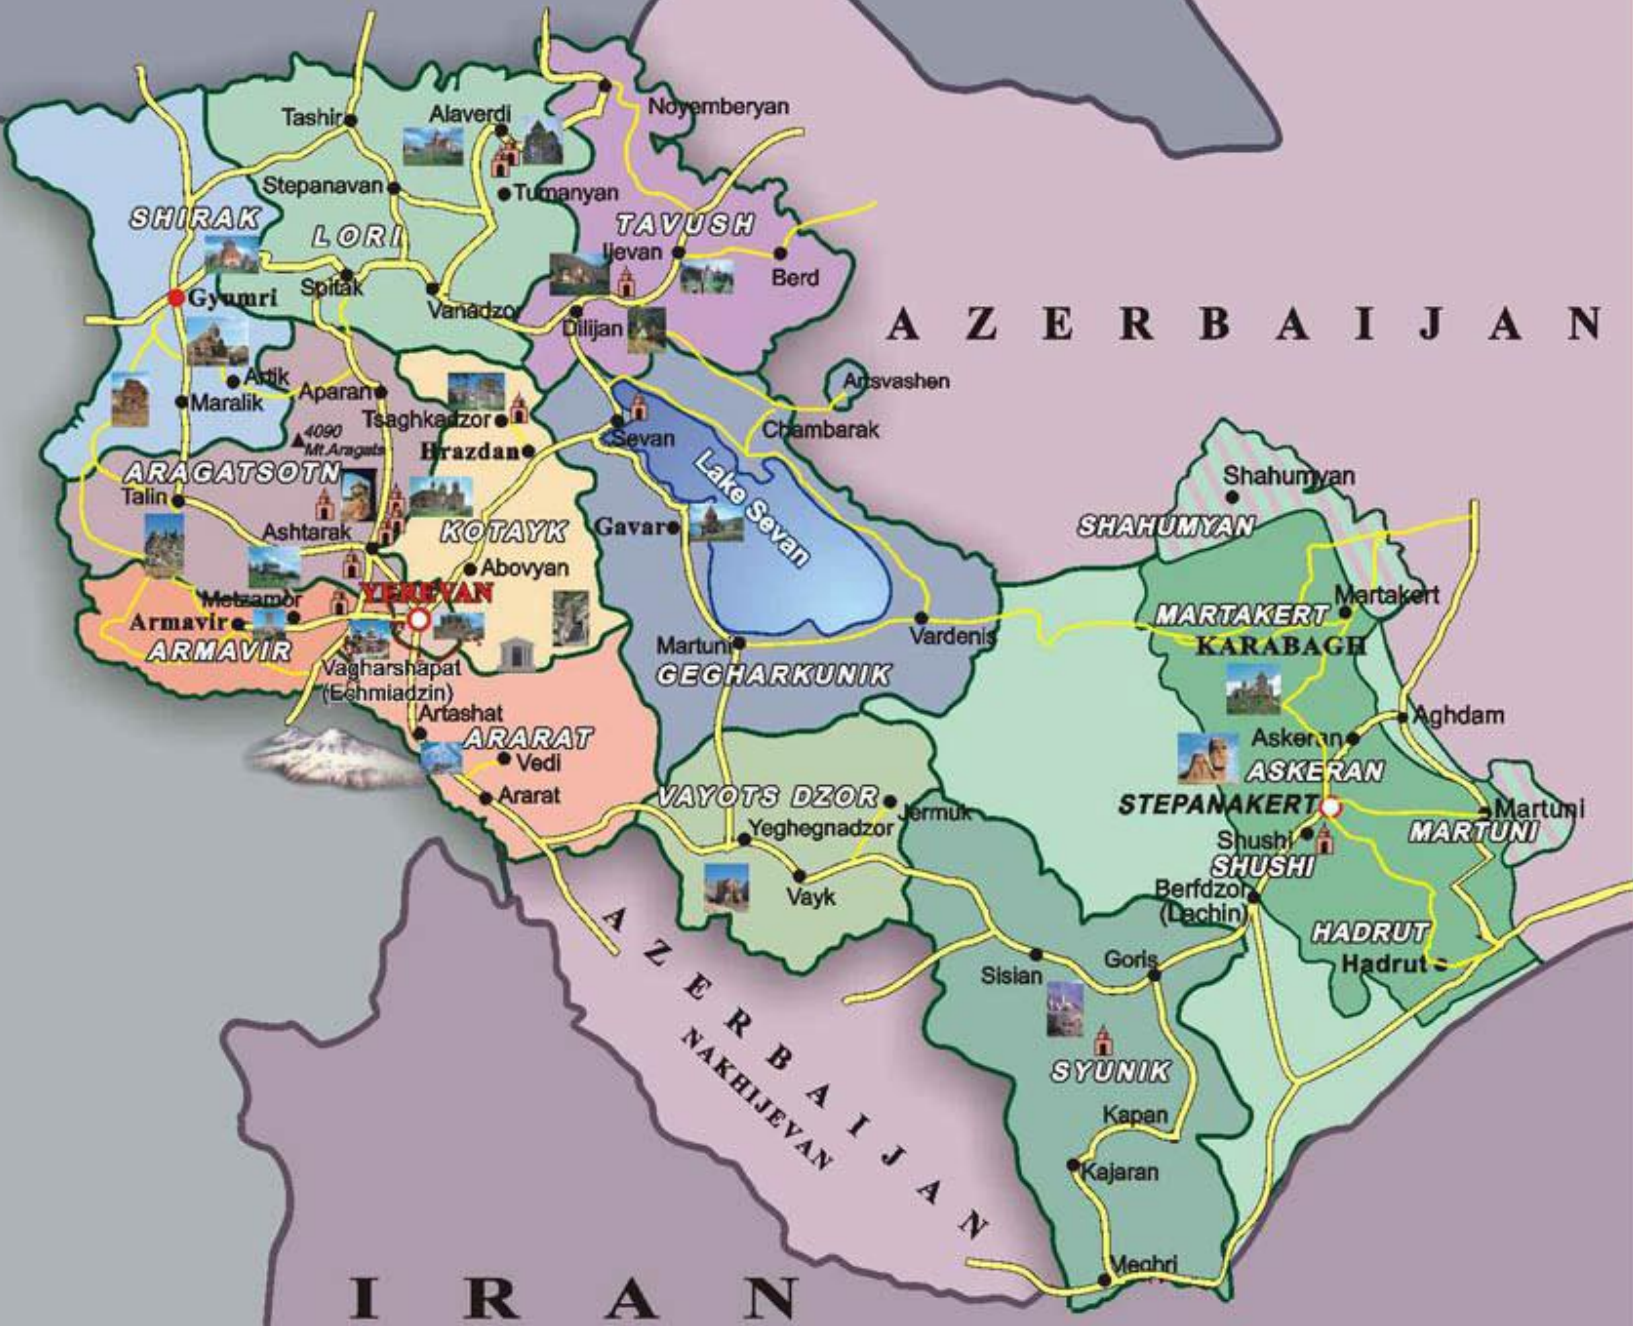 Noyemberyan
Tashir
Alaverdi
Stepanavan
Tumanyan
SHIRAK
LORI
TAVUSH
Ijevan
Berd
Spitak
Gyumri
Vanadzor
Dilijan
AZERBAIJAN
Artik
Maralik
Aparan
Artsvashen
Tsaghkadzor
Chambarak
4090
Mt.Aragats
Hrazdan
Sevan
Lake Sevan
ARAGATSOTN
Talin
Shahumyan
SHAHUMYAN
Ashtarak
KOTAYK
Gavar
Abovyan
YEREVAN
Metzamor
Armavir
ARMAVIR
Martakert
MARTAKERT
KARABAGH
Vardenis
Martuni
GEGHARKUNIK
Vagharshapat
(Echmiadzin)
Artashat
ARARAT
Vedi
Ararat
Aghdam
Askeran
ASKERAN
VAYOTS DZOR
Jermuk
STEPANAKERT
Martuni
MARTUNI
Yeghegnadzor
Shushi
SHUSHI
Vayk
Berfdzor
(Lachin)
HADRUT
Hadrut
AZERBAIJAN
NAKHIJEVAN
Sisian
Goris
SYUNIK
Kapan
Kajaran
Meghri
IRAN